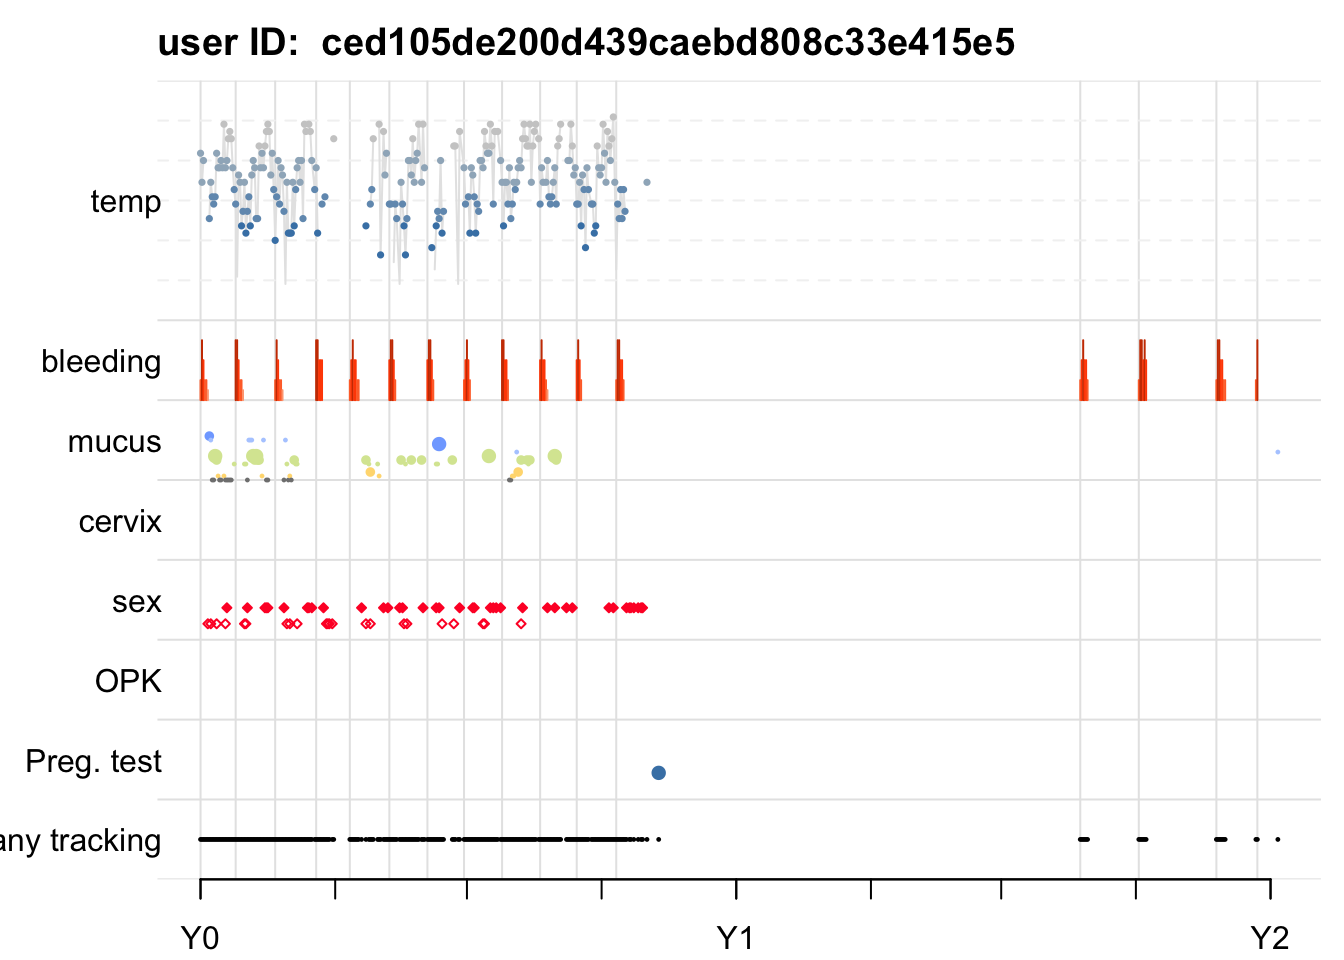 user ID:  ced105de200d439caebd808c33e415e5
temp
bleeding
mucus
cervix
sex
OPK
Preg. test
any tracking
Y0 Y1 Y2